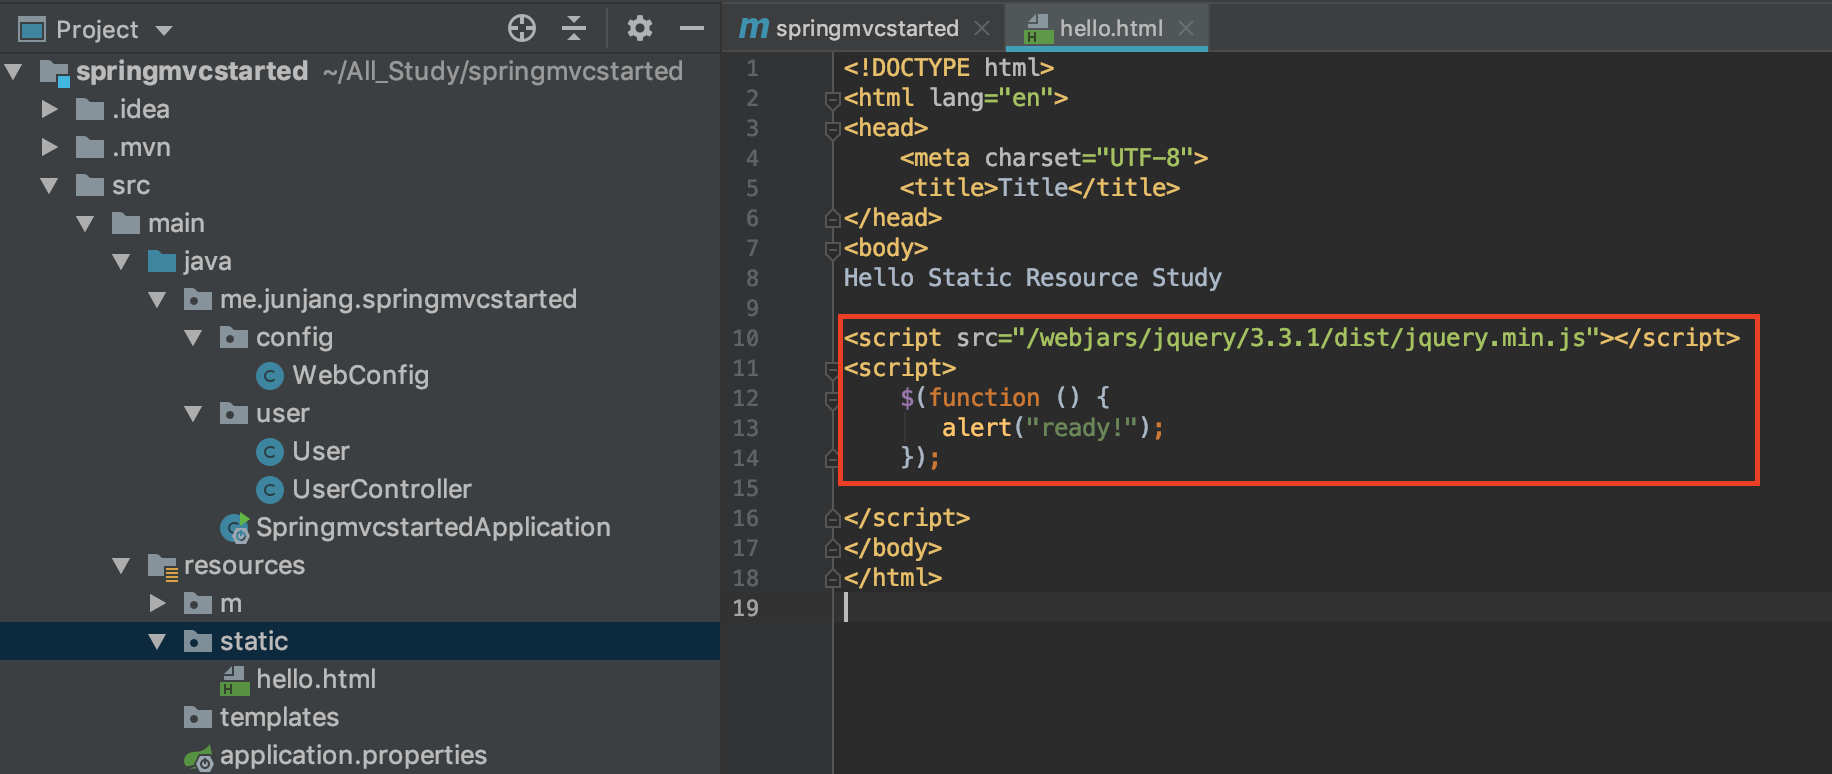 Project
springmvcstarted ~/All_Study/springmvcstarted
.idea
.mvn
src
main
java
me.junjang.springmvcstarted
config
C WebConfig
user
C User
C UserController
C SpringmvcstartedApplication
resources
m
static
H hello.html
templates
application.properties
m springmvcstarted
H hello.html
1 <!DOCTYPE html>
2 <html lang="en">
3 <head>
4 <meta charset="UTF-8">
5 <title>Title</title>
6 </head>
7 <body>
8 Hello Static Resource Study
9
10 <script src="/webjars/jquery/3.3.1/dist/jquery.min.js"></script>
11 <script>
12 $(function () {
13 alert("ready!");
14 });
15
16 </script>
17 </body>
18 </html>
19